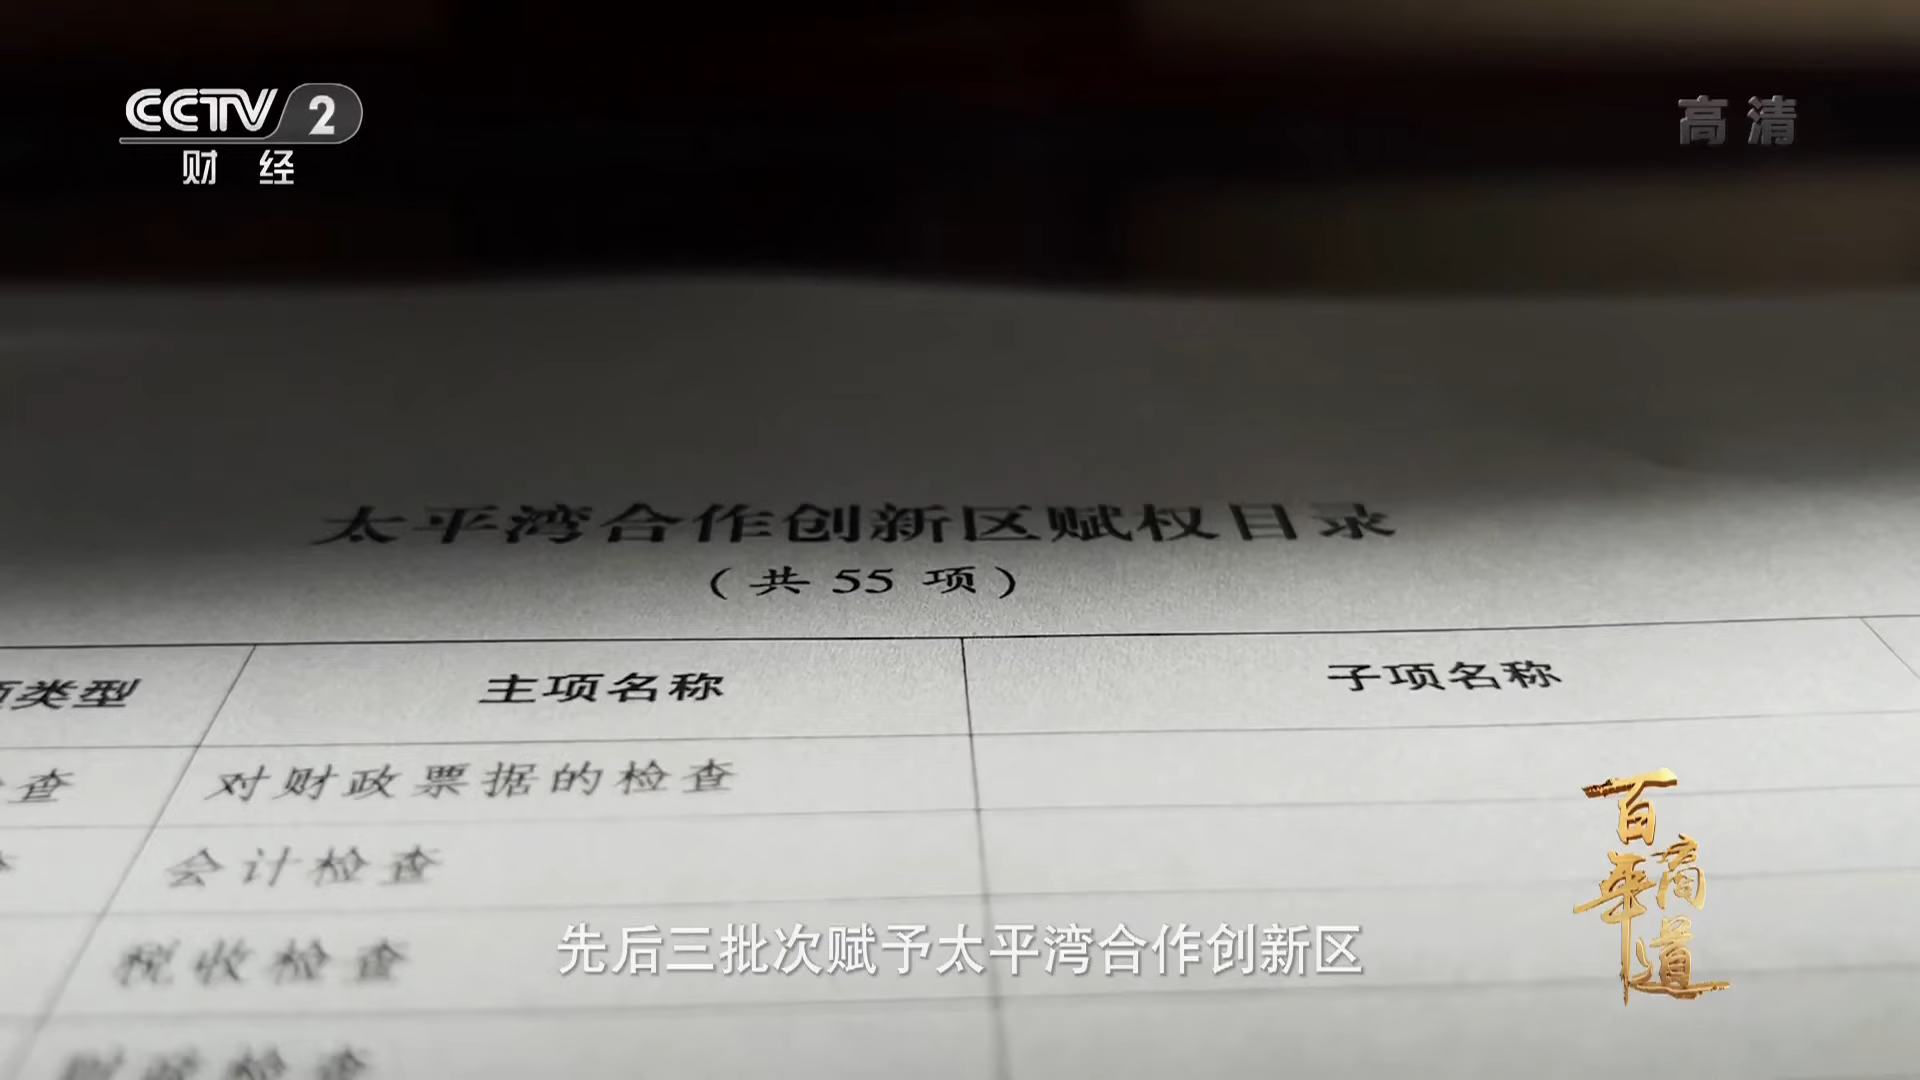 CCTV 2
财经
高清
太平湾合作创新区赋权目录
（共 55 项）
类型
主项名称
子项名称
查
对财政票据的检查
会计检查
税收检查
检查
百年商道
先后三批次赋予太平湾合作创新区